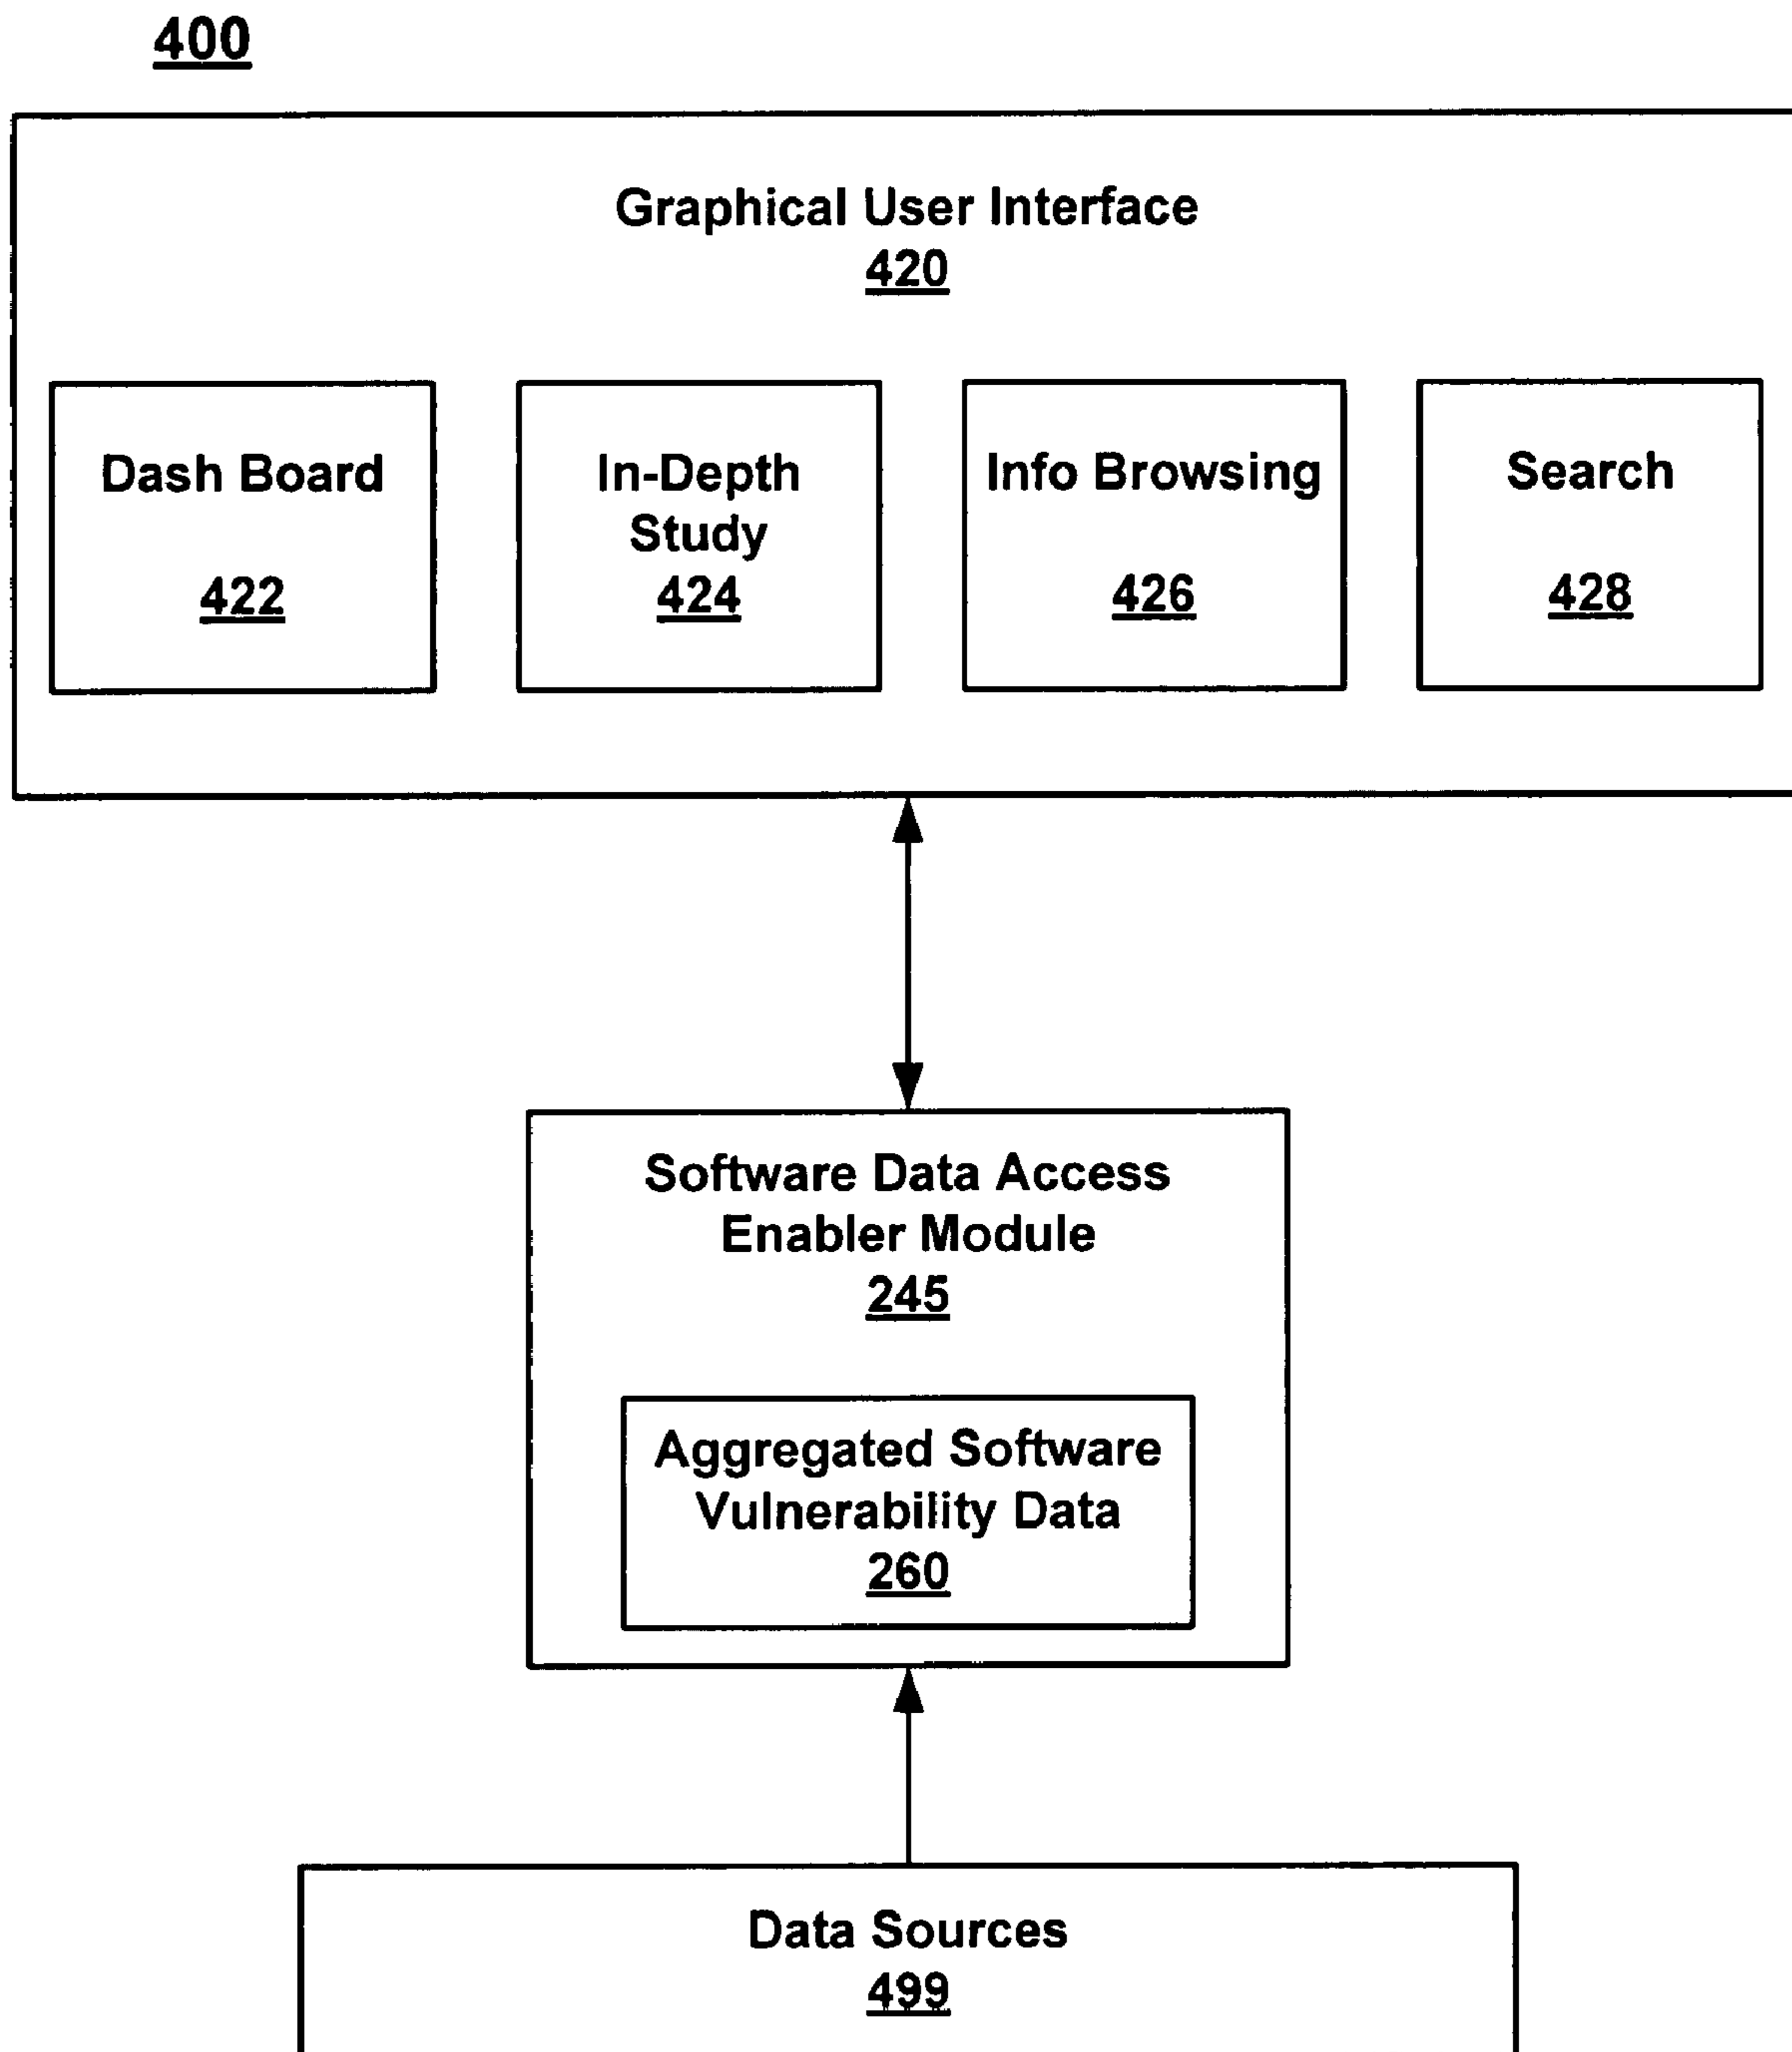 400
Graphical User Interface
420
Dash Board
422
In-Depth
Study
424
Info Browsing
426
Search
428
Software Data Access
Enabler Module
245
Aggregated Software
Vulnerability Data
260
Data Sources
499